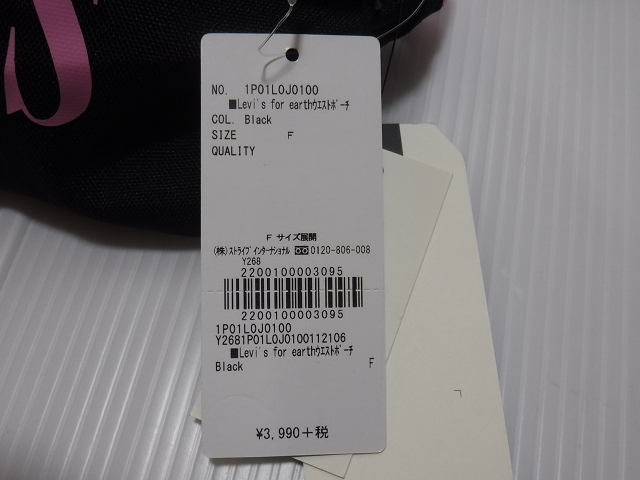 NO. 1P01L0J0100
■Levi's for earthｳｴｽﾄﾎﾟｰﾁ
COL. Black
SIZE F
QUALITY
F サイズ展開
(株)ｽﾄﾗｲﾌﾟｲﾝﾀｰﾅｼｮﾅﾙ 0120-806-008
Y268
2200100003095
2200100003095
1P01L0J0100
Y2681P01L0J0100112106
■Levi's for earthｳｴｽﾄﾎﾟｰﾁ
Black F
¥3,990+税